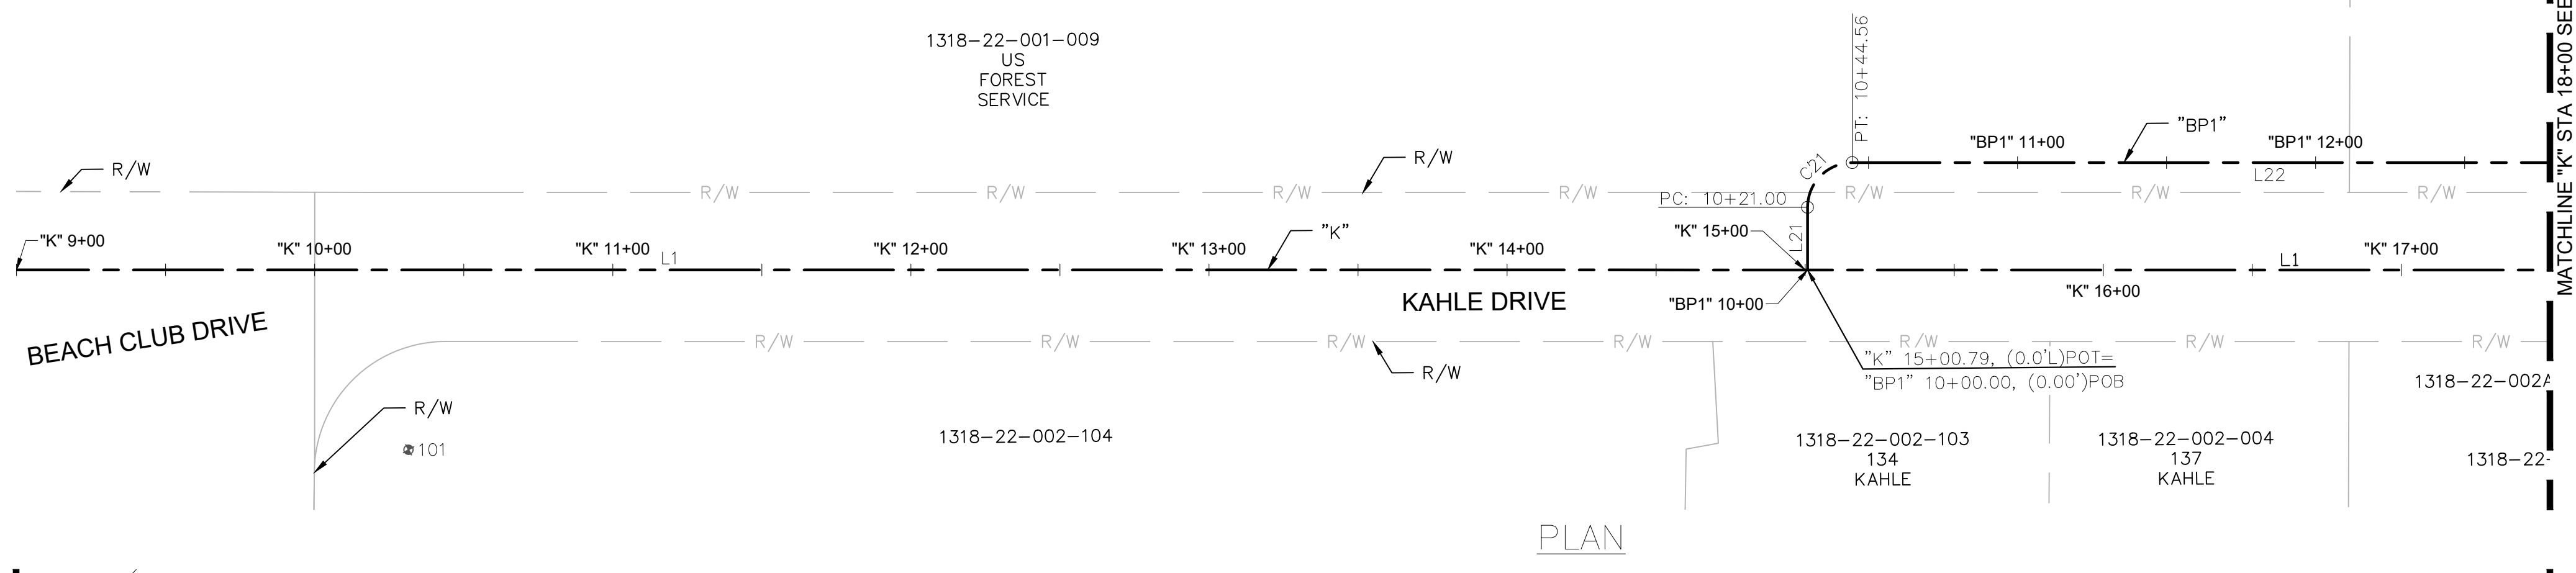 1318-22-001-009
US
FOREST
SERVICE
PT: 10+44.56
MATCHLINE "K" STA 18+00 SEE
"BP1" 11+00
"BP1"
"BP1" 12+00
R/W
R/W
C21
L22
R/W
R/W
R/W
R/W
R/W
R/W
R/W
PC: 10+21.00
"K" 9+00
"K" 10+00
"K" 11+00
L1
"K" 12+00
"K" 13+00
"K"
"K" 14+00
"K" 15+00
L21
L1
"K" 17+00
"K" 16+00
KAHLE DRIVE
"BP1" 10+00
BEACH CLUB DRIVE
R/W
R/W
R/W
R/W
R/W
R/W
R/W
"K" 15+00.79, (0.0'L)POT=
"BP1" 10+00.00, (0.00')POB
R/W
1318-22-002A
R/W
101
1318-22-002-104
1318-22-002-103
134
KAHLE
1318-22-002-004
137
KAHLE
1318-22-
PLAN